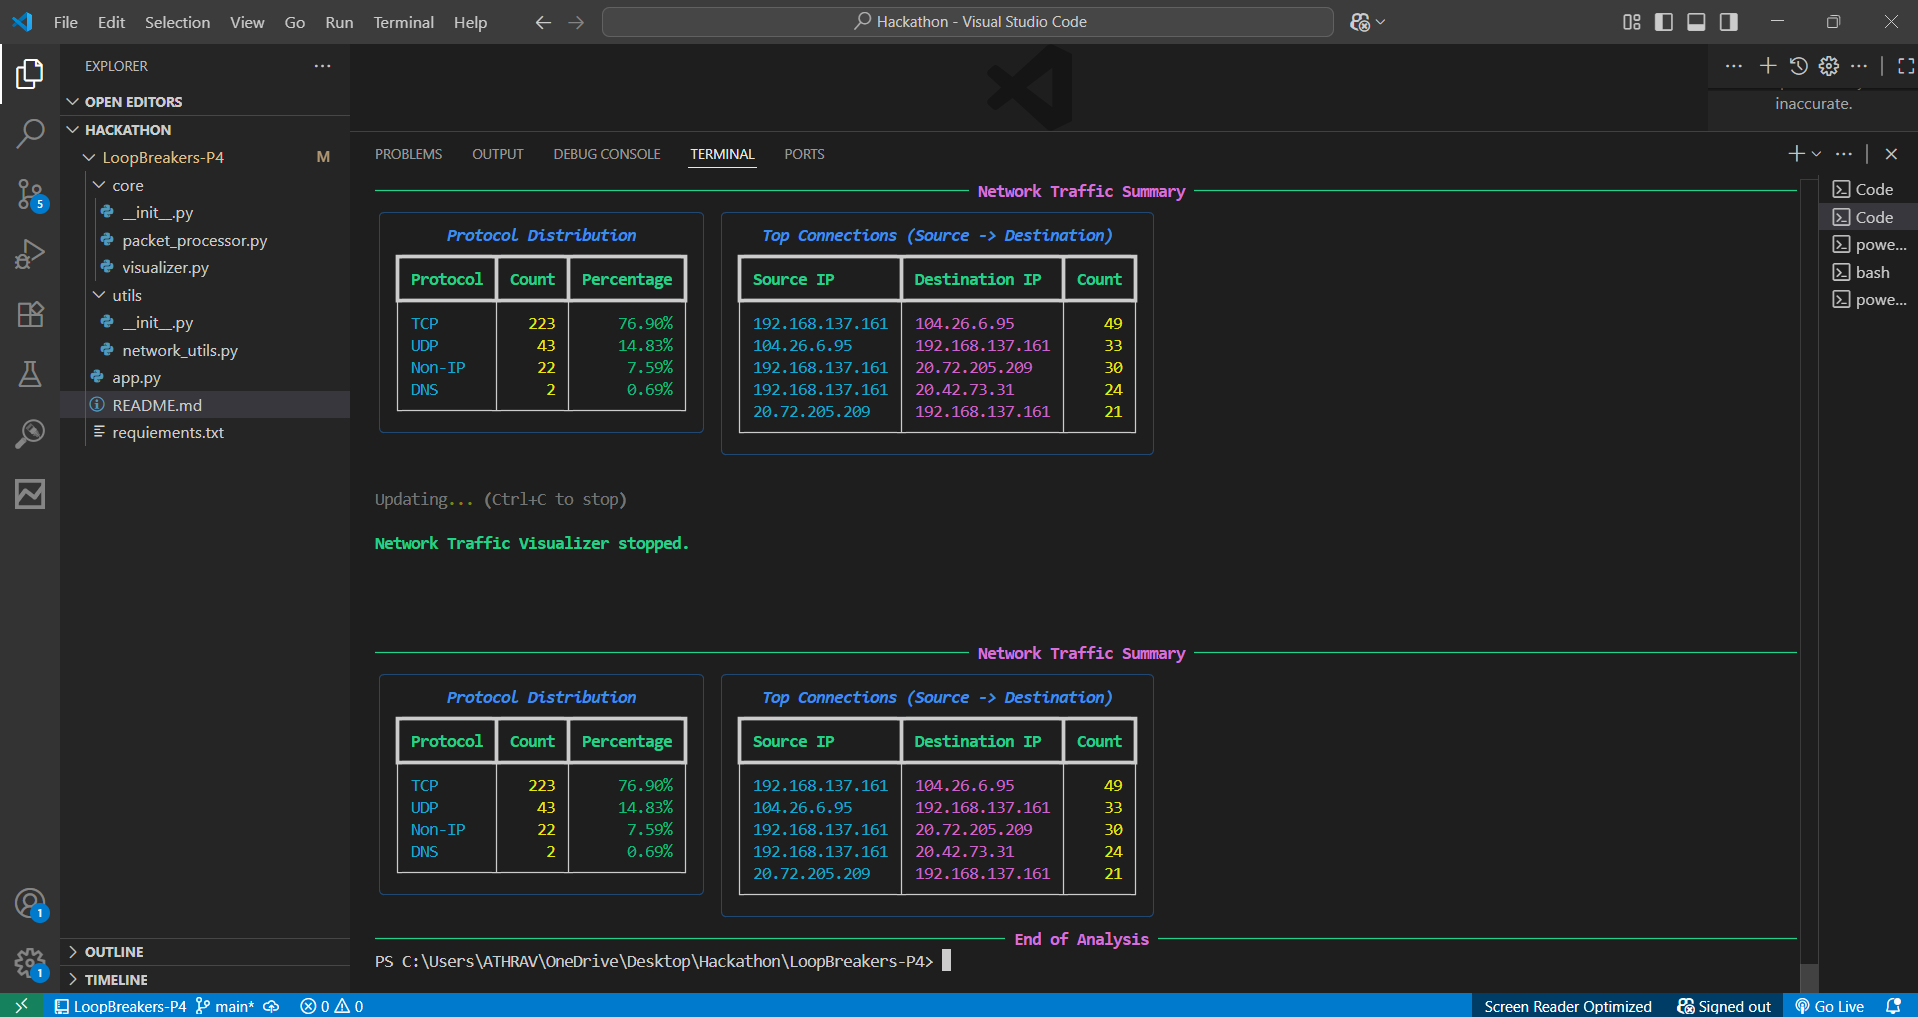 File Edit Selection View Go Run Terminal Help
Hackathon - Visual Studio Code
EXPLORER
OPEN EDITORS
HACKATHON
LoopBreakers-P4 M
core
__init__.py
packet_processor.py
visualizer.py
utils
__init__.py
network_utils.py
app.py
README.md
requiements.txt
OUTLINE
TIMELINE
5
1
1
inaccurate.
PROBLEMS OUTPUT DEBUG CONSOLE TERMINAL PORTS
Network Traffic Summary
Protocol Distribution
Protocol Count Percentage
TCP 223 76.90%
UDP 43 14.83%
Non-IP 22 7.59%
DNS 2 0.69%
Top Connections (Source -> Destination)
Source IP Destination IP Count
192.168.137.161 104.26.6.95 49
104.26.6.95 192.168.137.161 33
192.168.137.161 20.72.205.209 30
192.168.137.161 20.42.73.31 24
20.72.205.209 192.168.137.161 21
Updating... (Ctrl+C to stop)
Network Traffic Visualizer stopped.
Network Traffic Summary
Protocol Distribution
Protocol Count Percentage
TCP 223 76.90%
UDP 43 14.83%
Non-IP 22 7.59%
DNS 2 0.69%
Top Connections (Source -> Destination)
Source IP Destination IP Count
192.168.137.161 104.26.6.95 49
104.26.6.95 192.168.137.161 33
192.168.137.161 20.72.205.209 30
192.168.137.161 20.42.73.31 24
20.72.205.209 192.168.137.161 21
End of Analysis
PS C:\Users\ATHRAV\OneDrive\Desktop\Hackathon\LoopBreakers-P4>
Code
Code
powe...
bash
powe...
LoopBreakers-P4 main* 0 0
Screen Reader Optimized Signed out Go Live